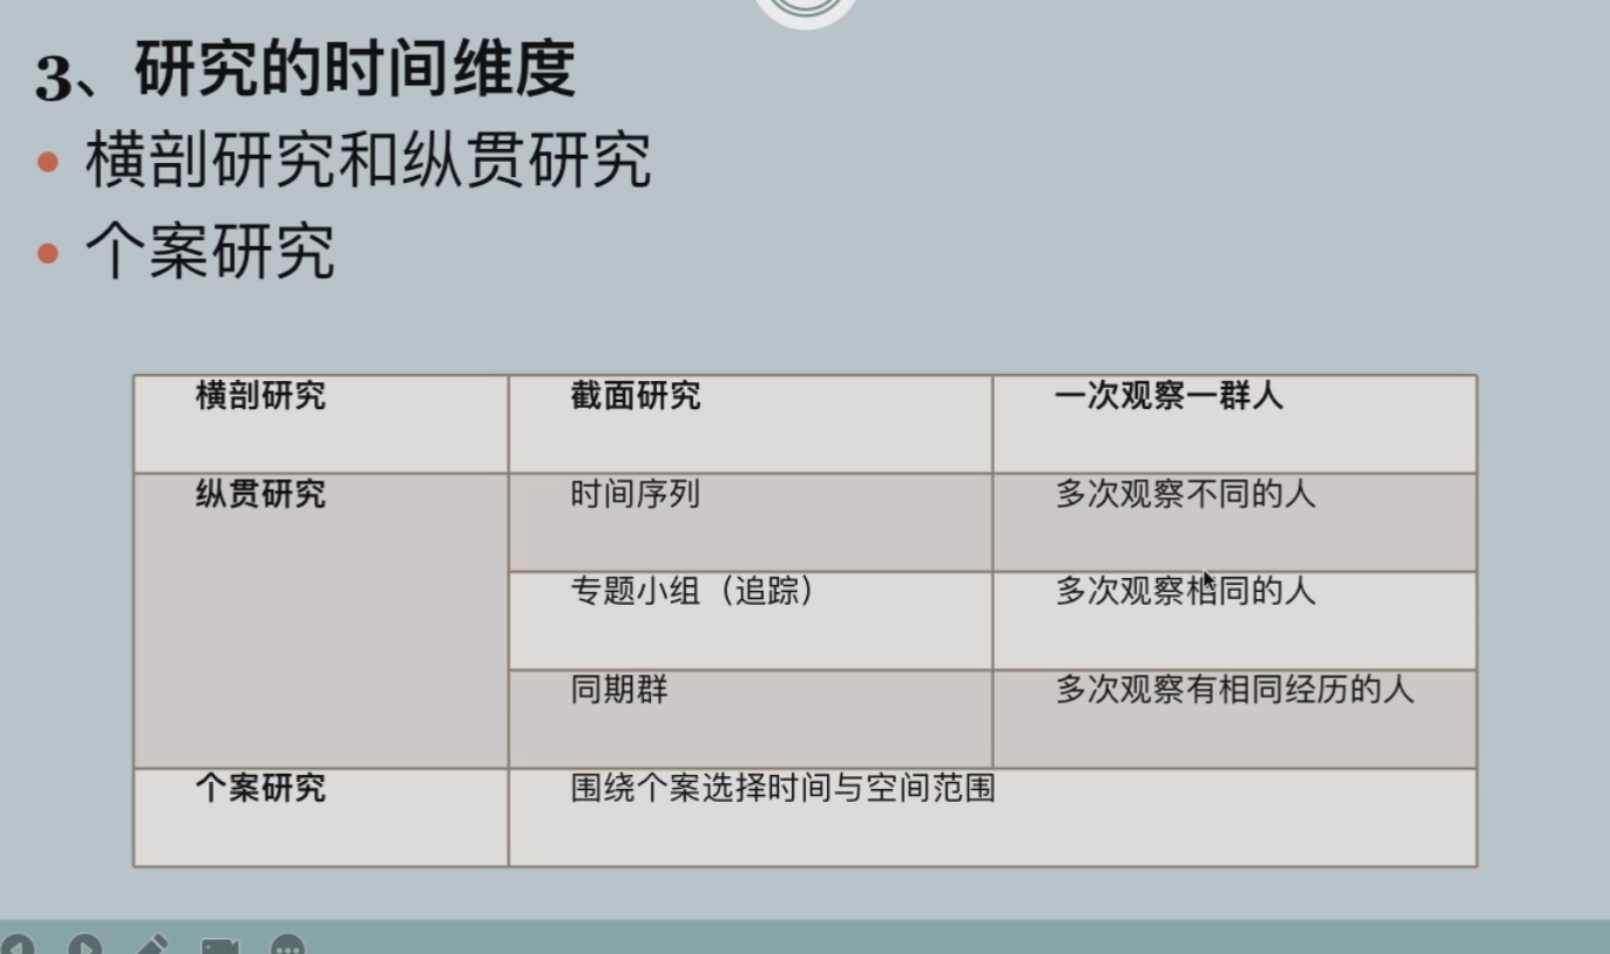 3、研究的时间维度
• 横剖研究和纵贯研究
• 个案研究
横剖研究 截面研究 一次观察一群人
纵贯研究 时间序列 多次观察不同的人
专题小组（追踪） 多次观察相同的人
同期群 多次观察有相同经历的人
个案研究 围绕个案选择时间与空间范围